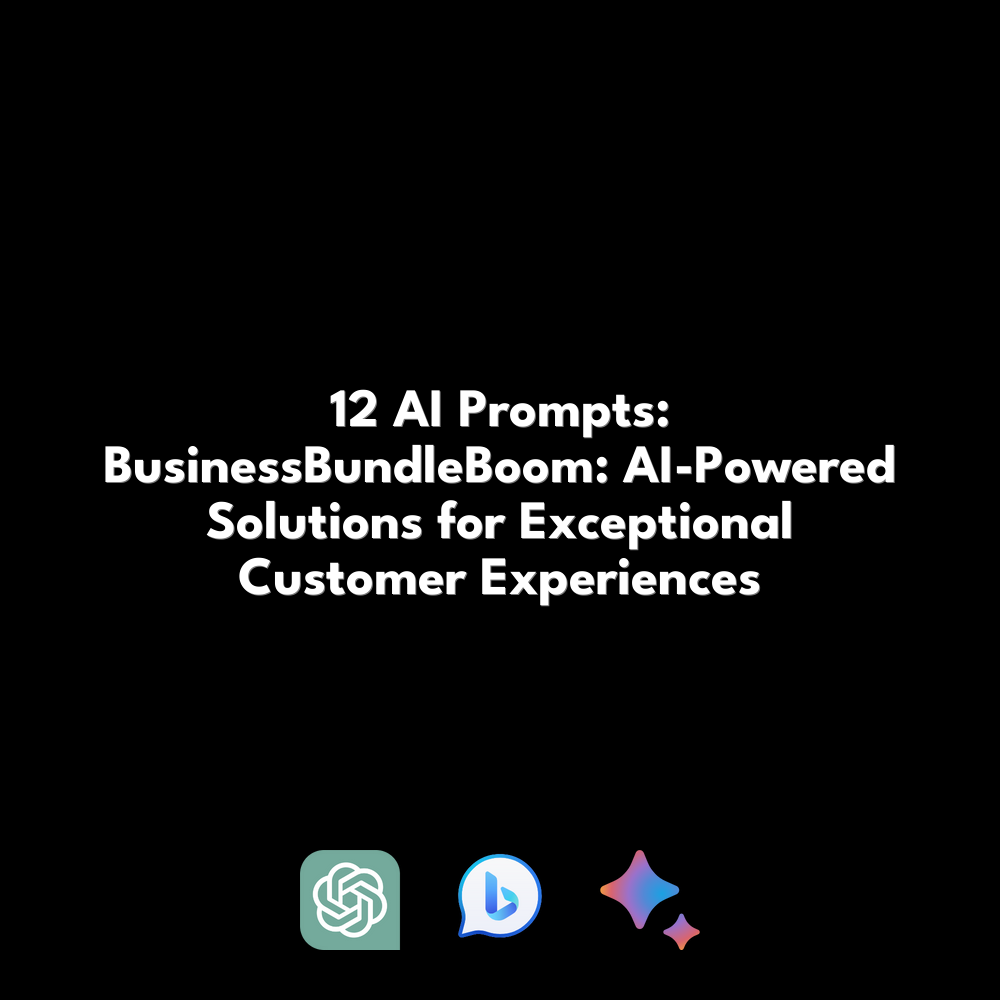 12 AI Prompts:
BusinessBundleBoom: AI-Powered
Solutions for Exceptional
Customer Experiences